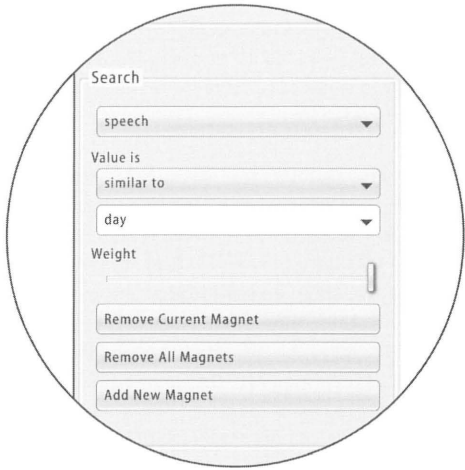 Search
speech
Value is
similar to
day
Weight
Remove Current Magnet
Remove All Magnets
Add New Magnet